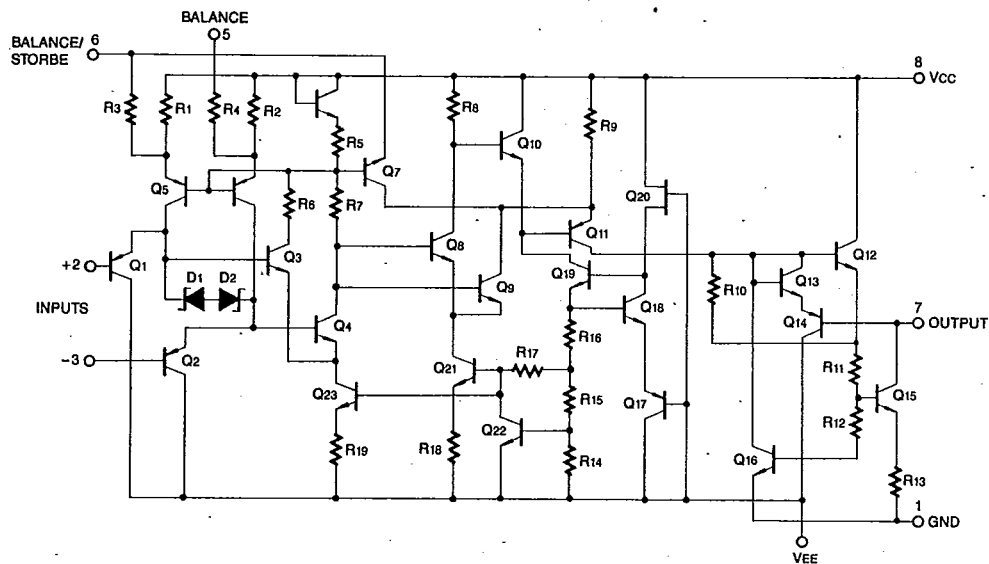 BALANCE
BALANCE/ 6
STORBE
5
8
VCC
R3
R1
R4
R2
R5
R8
R9
Q10
Q5
Q7
Q20
R6
R7
Q11
+2
Q1
Q3
Q8
Q19
Q12
D1 D2
Q9
Q18
R10
Q13
INPUTS
Q4
7
Q14
OUTPUT
R16
-3
Q2
Q21
R17
R11
Q15
Q23
R15
Q17
R12
Q22
Q16
R19
R18
R14
R13
1
GND
VEE